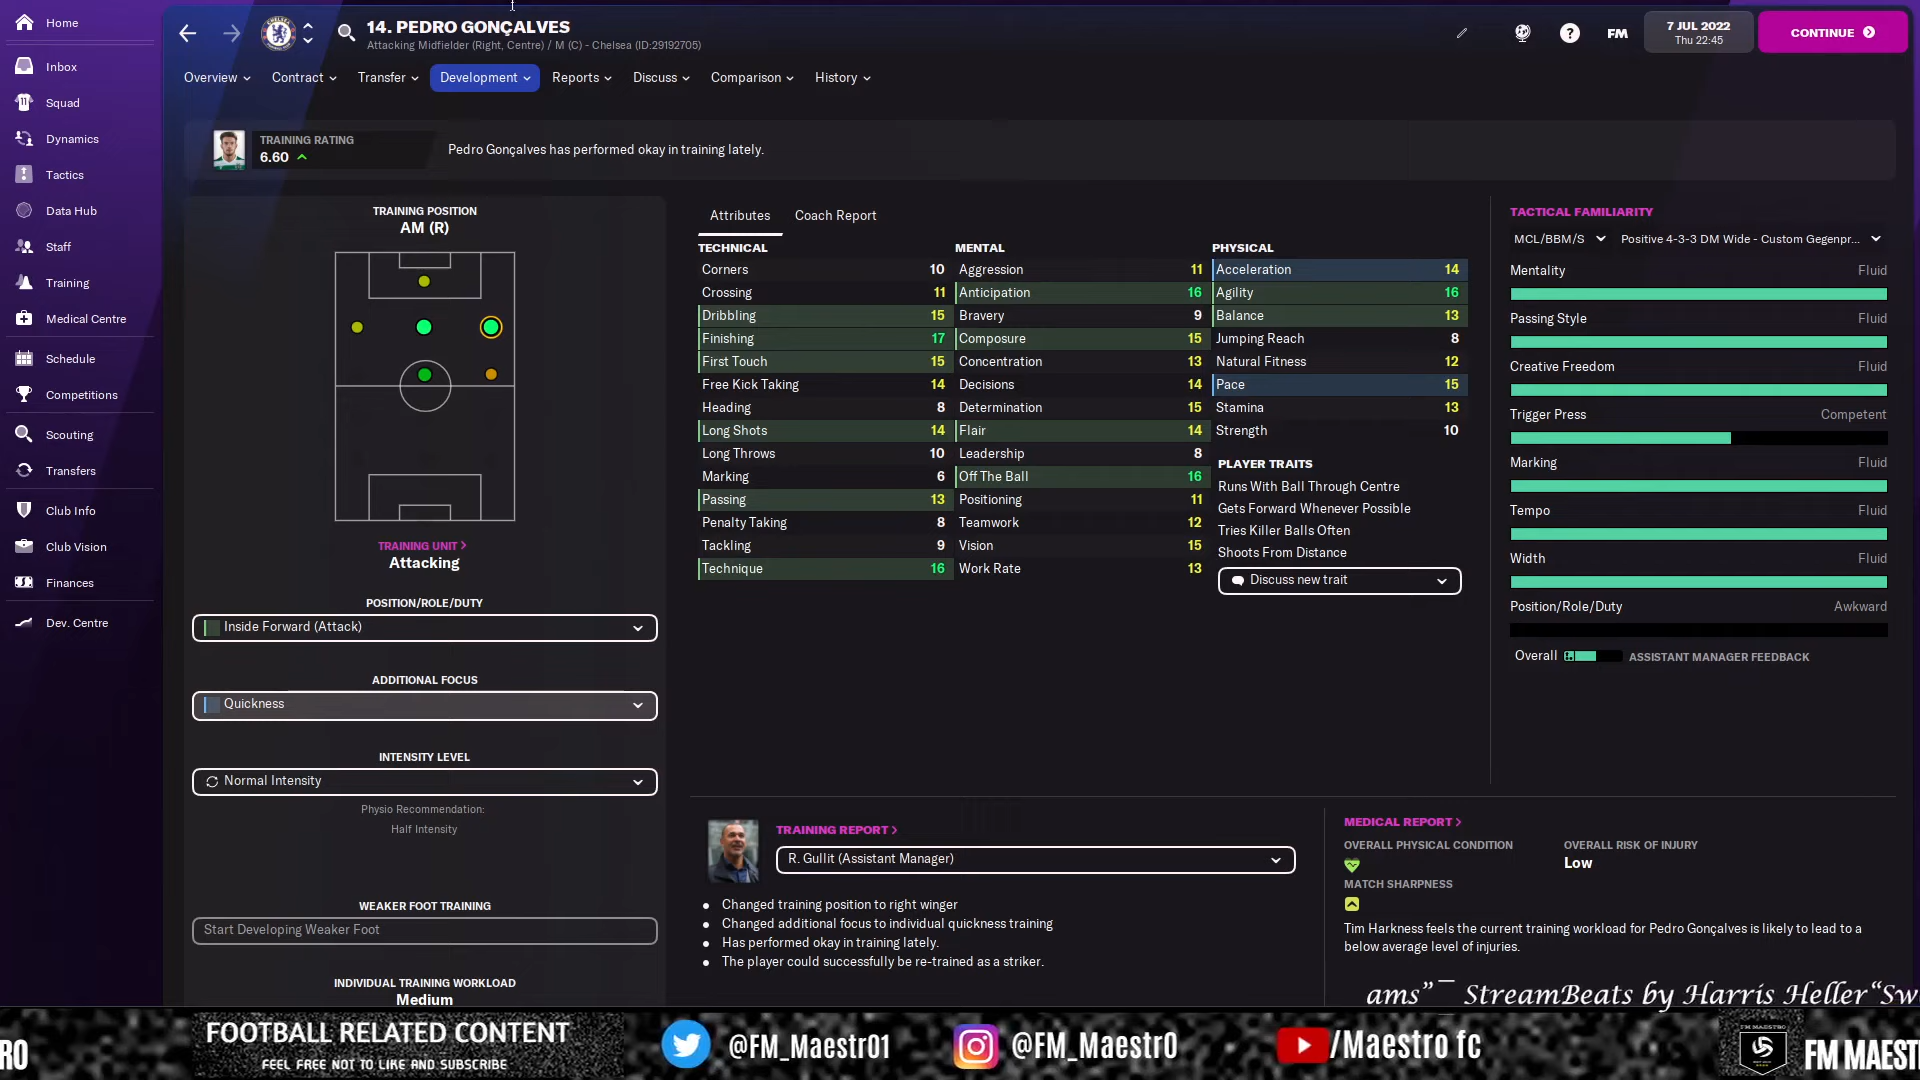 Home
Inbox
Squad
Dynamics
Tactics
Data Hub
Staff
Training
Medical Centre
Schedule
Competitions
Scouting
Transfers
Club Info
Club Vision
Finances
Dev. Centre
14. PEDRO GONÇALVES
Attacking Midfielder (Right, Centre) / M (C) - Chelsea (ID:29192705)
FM
7 JUL 2022
Thu 22:45
CONTINUE
Overview Contract Transfer Development Reports Discuss Comparison History
TRAINING RATING
6.60
Pedro Gonçalves has performed okay in training lately.
TRAINING POSITION
AM (R)
TRAINING UNIT >
Attacking
POSITION/ROLE/DUTY
Inside Forward (Attack)
ADDITIONAL FOCUS
Quickness
INTENSITY LEVEL
Normal Intensity
Physio Recommendation:
Half Intensity
WEAKER FOOT TRAINING
Start Developing Weaker Foot
INDIVIDUAL TRAINING WORKLOAD
Medium
Attributes Coach Report
TECHNICAL
Corners 10
Crossing 11
Dribbling 15
Finishing 17
First Touch 15
Free Kick Taking 14
Heading 8
Long Shots 14
Long Throws 10
Marking 6
Passing 13
Penalty Taking 8
Tackling 9
Technique 16
MENTAL
Aggression 11
Anticipation 16
Bravery 9
Composure 15
Concentration 13
Decisions 14
Determination 15
Flair 14
Leadership 8
Off The Ball 16
Positioning 11
Teamwork 12
Vision 15
Work Rate 13
PHYSICAL
Acceleration 14
Agility 16
Balance 13
Jumping Reach 8
Natural Fitness 12
Pace 15
Stamina 13
Strength 10
PLAYER TRAITS
Runs With Ball Through Centre
Gets Forward Whenever Possible
Tries Killer Balls Often
Shoots From Distance
Discuss new trait
TACTICAL FAMILIARITY
MCL/BBM/S Positive 4-3-3 DM Wide - Custom Gegenpr...
Mentality Fluid
Passing Style Fluid
Creative Freedom Fluid
Trigger Press Competent
Marking Fluid
Tempo Fluid
Width Fluid
Position/Role/Duty Awkward
Overall ASSISTANT MANAGER FEEDBACK
TRAINING REPORT >
R. Gullit (Assistant Manager)
• Changed training position to right winger
• Changed additional focus to individual quickness training
• Has performed okay in training lately.
• The player could successfully be re-trained as a striker.
MEDICAL REPORT >
OVERALL PHYSICAL CONDITION
OVERALL RISK OF INJURY
Low
MATCH SHARPNESS
Tim Harkness feels the current training workload for Pedro Gonçalves is likely to lead to a
below average level of injuries.
ams" ¯ StreamBeats by Harris Heller "Sw
RO
FOOTBALL RELATED CONTENT
FEEL FREE NOT TO LIKE AND SUBSCRIBE
@FM_Maestr01
@FM_Maestr0
/Maestro fc
FM MAESTRO
FM MAEST